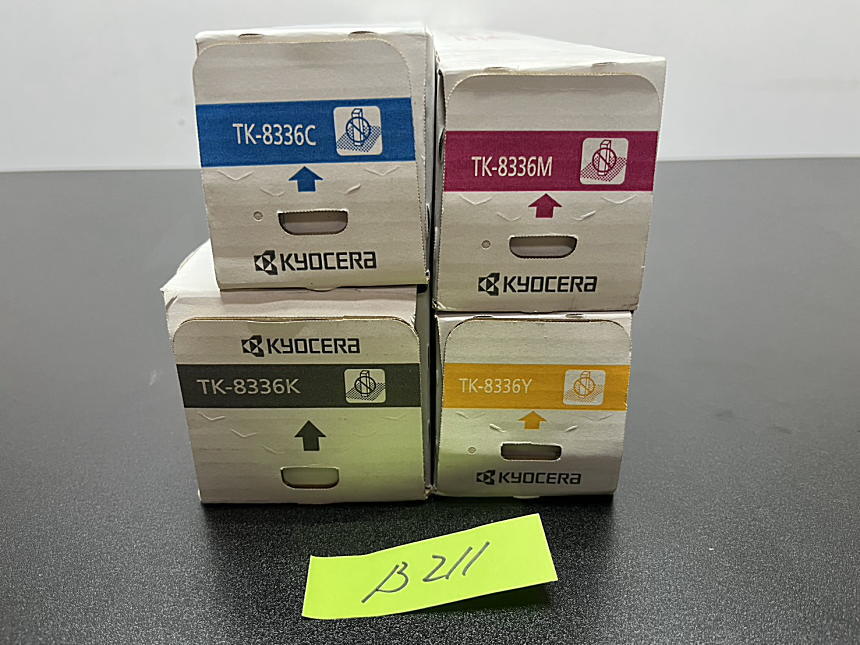 TK-8336C
KYOCERA
TK-8336M
KYOCERA
KYOCERA
TK-8336K
TK-8336Y
KYOCERA
B211